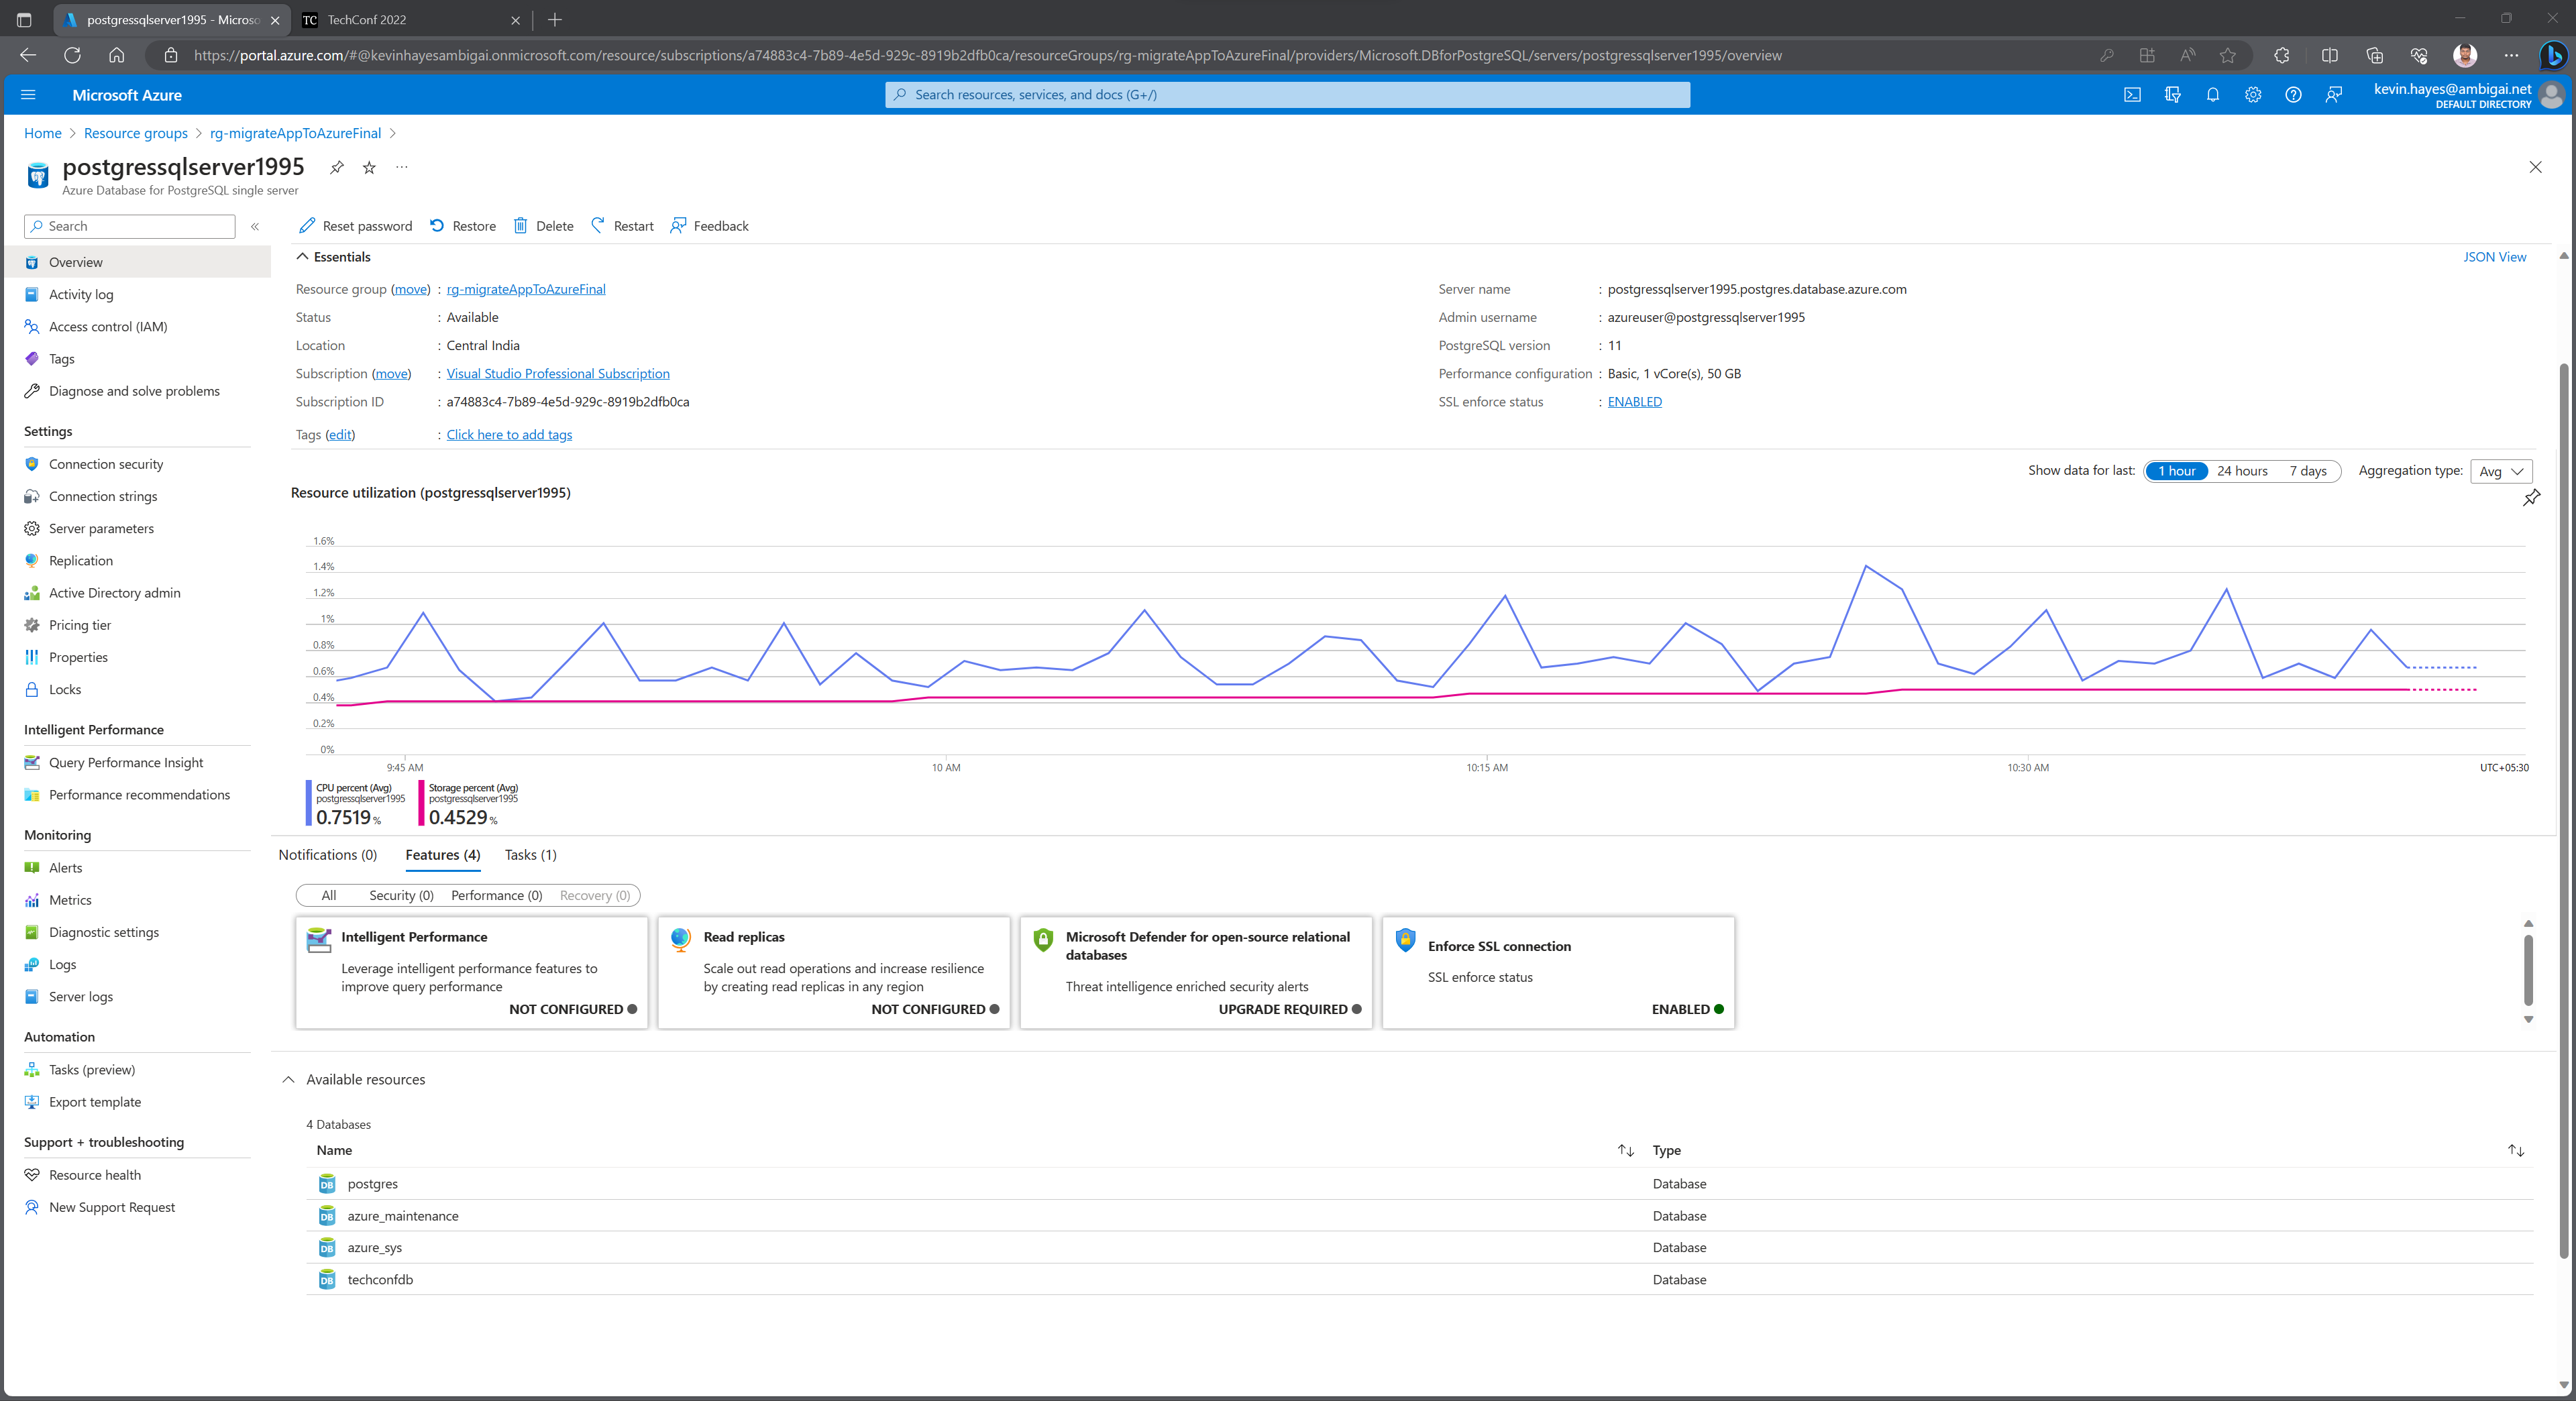 postgressqlserver1995 - Microso
TechConf 2022
https://portal.azure.com/#@kevinhayesambigai.onmicrosoft.com/resource/subscriptions/a74883c4-7b89-4e5d-929c-8919b2dfb0ca/resourceGroups/rg-migrateAppToAzureFinal/providers/Microsoft.DBforPostgreSQL/servers/postgressqlserver1995/overview
Microsoft Azure
Search resources, services, and docs (G+/)
kevin.hayes@ambigai.net
DEFAULT DIRECTORY
Home > Resource groups > rg-migrateAppToAzureFinal >
postgressqlserver1995
Azure Database for PostgreSQL single server
Search
Overview
Activity log
Access control (IAM)
Tags
Diagnose and solve problems
Settings
Connection security
Connection strings
Server parameters
Replication
Active Directory admin
Pricing tier
Properties
Locks
Intelligent Performance
Query Performance Insight
Performance recommendations
Monitoring
Alerts
Metrics
Diagnostic settings
Logs
Server logs
Automation
Tasks (preview)
Export template
Support + troubleshooting
Resource health
New Support Request
Reset password Restore Delete Restart Feedback
Essentials
JSON View
Resource group (move) : rg-migrateAppToAzureFinal
Status : Available
Location : Central India
Subscription (move) : Visual Studio Professional Subscription
Subscription ID : a74883c4-7b89-4e5d-929c-8919b2dfb0ca
Tags (edit) : Click here to add tags
Server name : postgressqlserver1995.postgres.database.azure.com
Admin username : azureuser@postgressqlserver1995
PostgreSQL version : 11
Performance configuration : Basic, 1 vCore(s), 50 GB
SSL enforce status : ENABLED
Show data for last: 1 hour 24 hours 7 days Aggregation type: Avg
Resource utilization (postgressqlserver1995)
1.6%
1.4%
1.2%
1%
0.8%
0.6%
0.4%
0.2%
0%
9:45 AM 10 AM 10:15 AM 10:30 AM UTC+05:30
CPU percent (Avg)
postgressqlserver1995
0.7519 %
Storage percent (Avg)
postgressqlserver1995
0.4529 %
Notifications (0) Features (4) Tasks (1)
All Security (0) Performance (0) Recovery (0)
Intelligent Performance
Leverage intelligent performance features to
improve query performance
NOT CONFIGURED
Read replicas
Scale out read operations and increase resilience
by creating read replicas in any region
NOT CONFIGURED
Microsoft Defender for open-source relational
databases
Threat intelligence enriched security alerts
UPGRADE REQUIRED
Enforce SSL connection
SSL enforce status
ENABLED
Available resources
4 Databases
Name Type
postgres Database
azure_maintenance Database
azure_sys Database
techconfdb Database